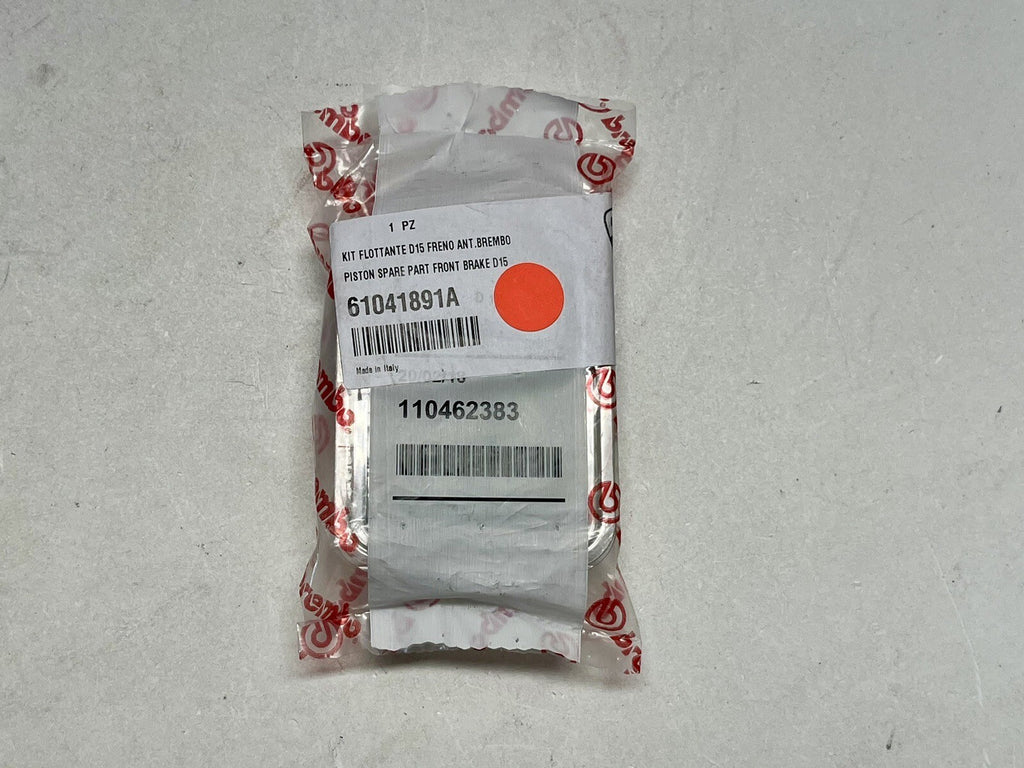 1 PZ
KIT FLOTTANTE D15 FRENO ANT.BREMBO
PISTON SPARE PART FRONT BRAKE D15
61041891A
Made in Italy
110462383
brembo